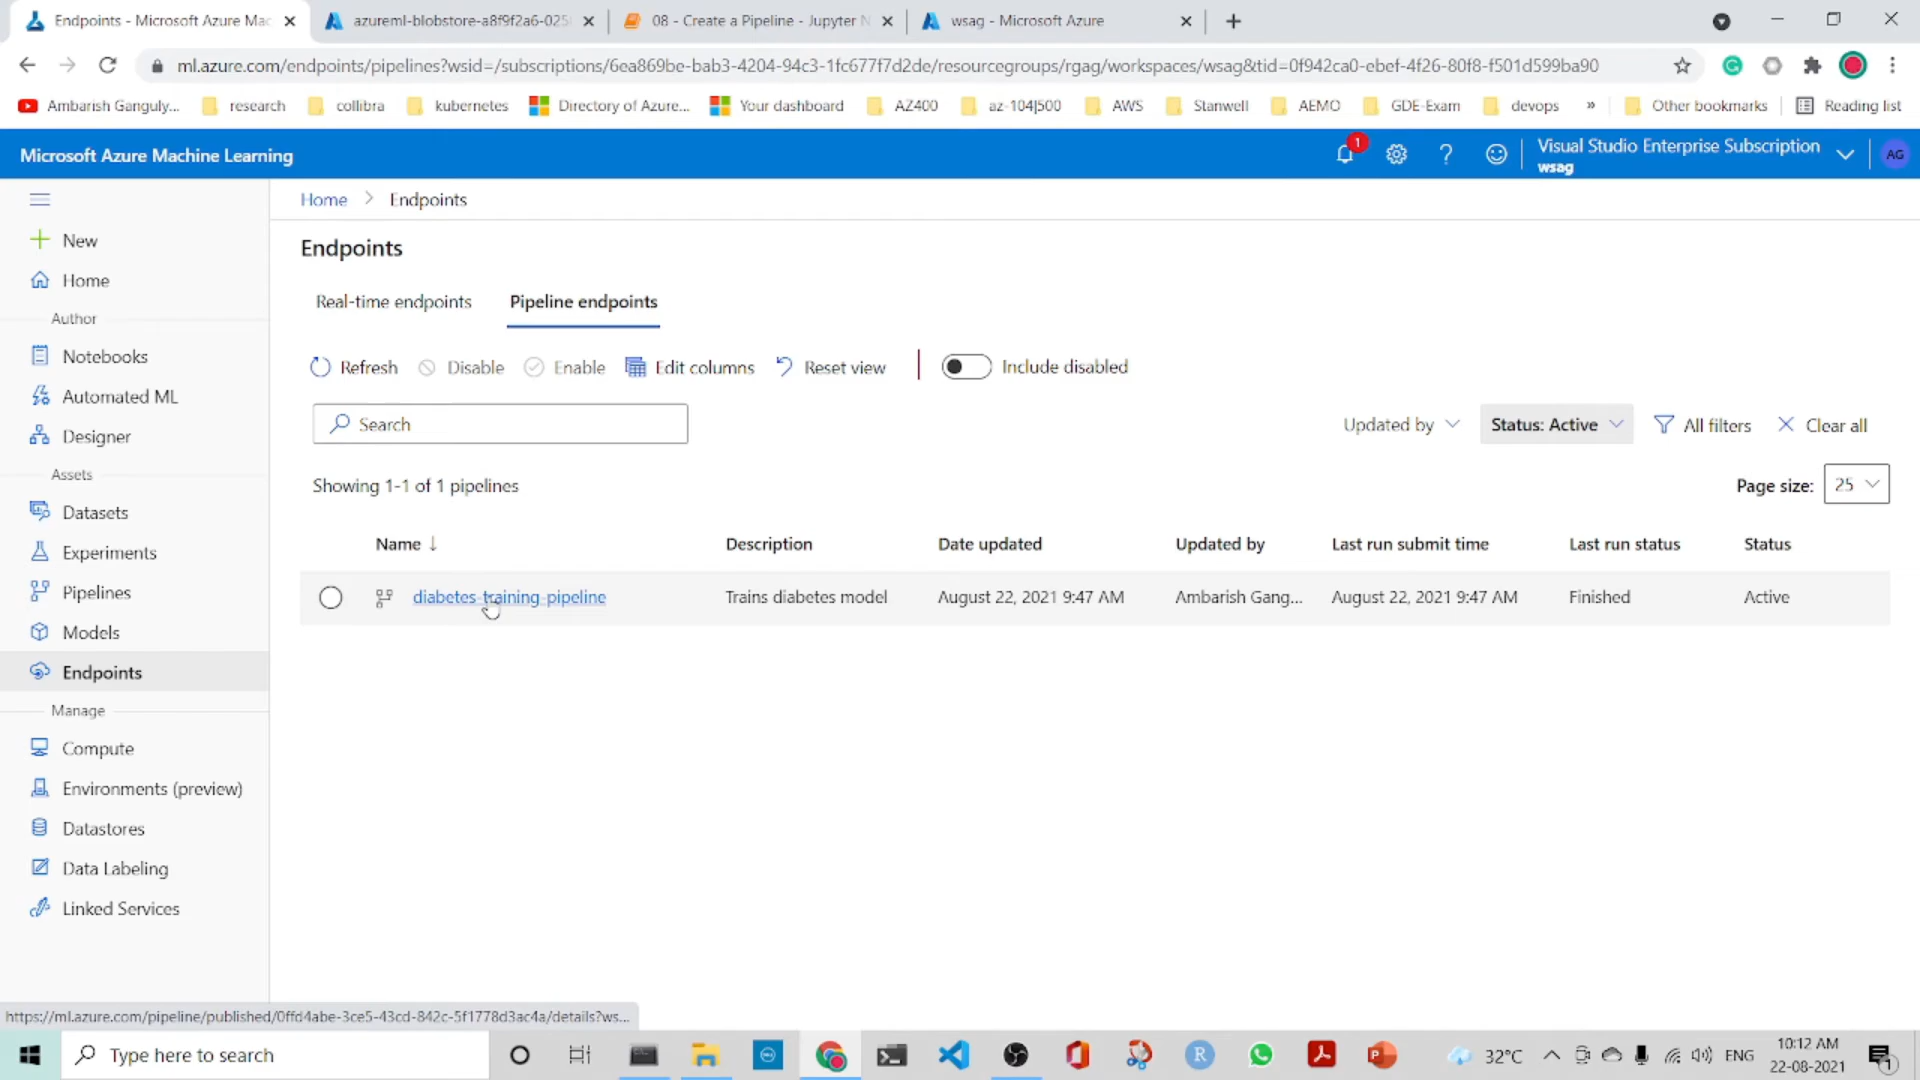 Endpoints - Microsoft Azure Mac
azureml-blobstore-a8f9f2a6-025
08 - Create a Pipeline - Jupyter N
wsag - Microsoft Azure
ml.azure.com/endpoints/pipelines?wsid=/subscriptions/6ea869be-bab3-4204-94c3-1fc677f7d2de/resourcegroups/rgag/workspaces/wsag&tid=0f942ca0-ebef-4f26-80f8-f501d599ba90
Ambarish Ganguly...
research
collibra
kubernetes
Directory of Azure...
Your dashboard
AZ400
az-104|500
AWS
Stanwell
AEMO
GDE-Exam
devops
»
Other bookmarks
Reading list
Microsoft Azure Machine Learning
1
?
Visual Studio Enterprise Subscription
wsag
AG
Home > Endpoints
New
Home
Author
Notebooks
Automated ML
Designer
Assets
Datasets
Experiments
Pipelines
Models
Endpoints
Manage
Compute
Environments (preview)
Datastores
Data Labeling
Linked Services
Endpoints
Real-time endpoints
Pipeline endpoints
Refresh
Disable
Enable
Edit columns
Reset view
Include disabled
Search
Updated by
Status: Active
All filters
Clear all
Showing 1-1 of 1 pipelines
Page size: 25
Name ↓ Description Date updated Updated by Last run submit time Last run status Status
diabetes-training-pipeline Trains diabetes model August 22, 2021 9:47 AM Ambarish Gang... August 22, 2021 9:47 AM Finished Active
https://ml.azure.com/pipeline/published/0ffd4abe-3ce5-43cd-842c-5f1778d3ac4a/details?ws...
Type here to search
32°C
ENG
10:12 AM
22-08-2021
1